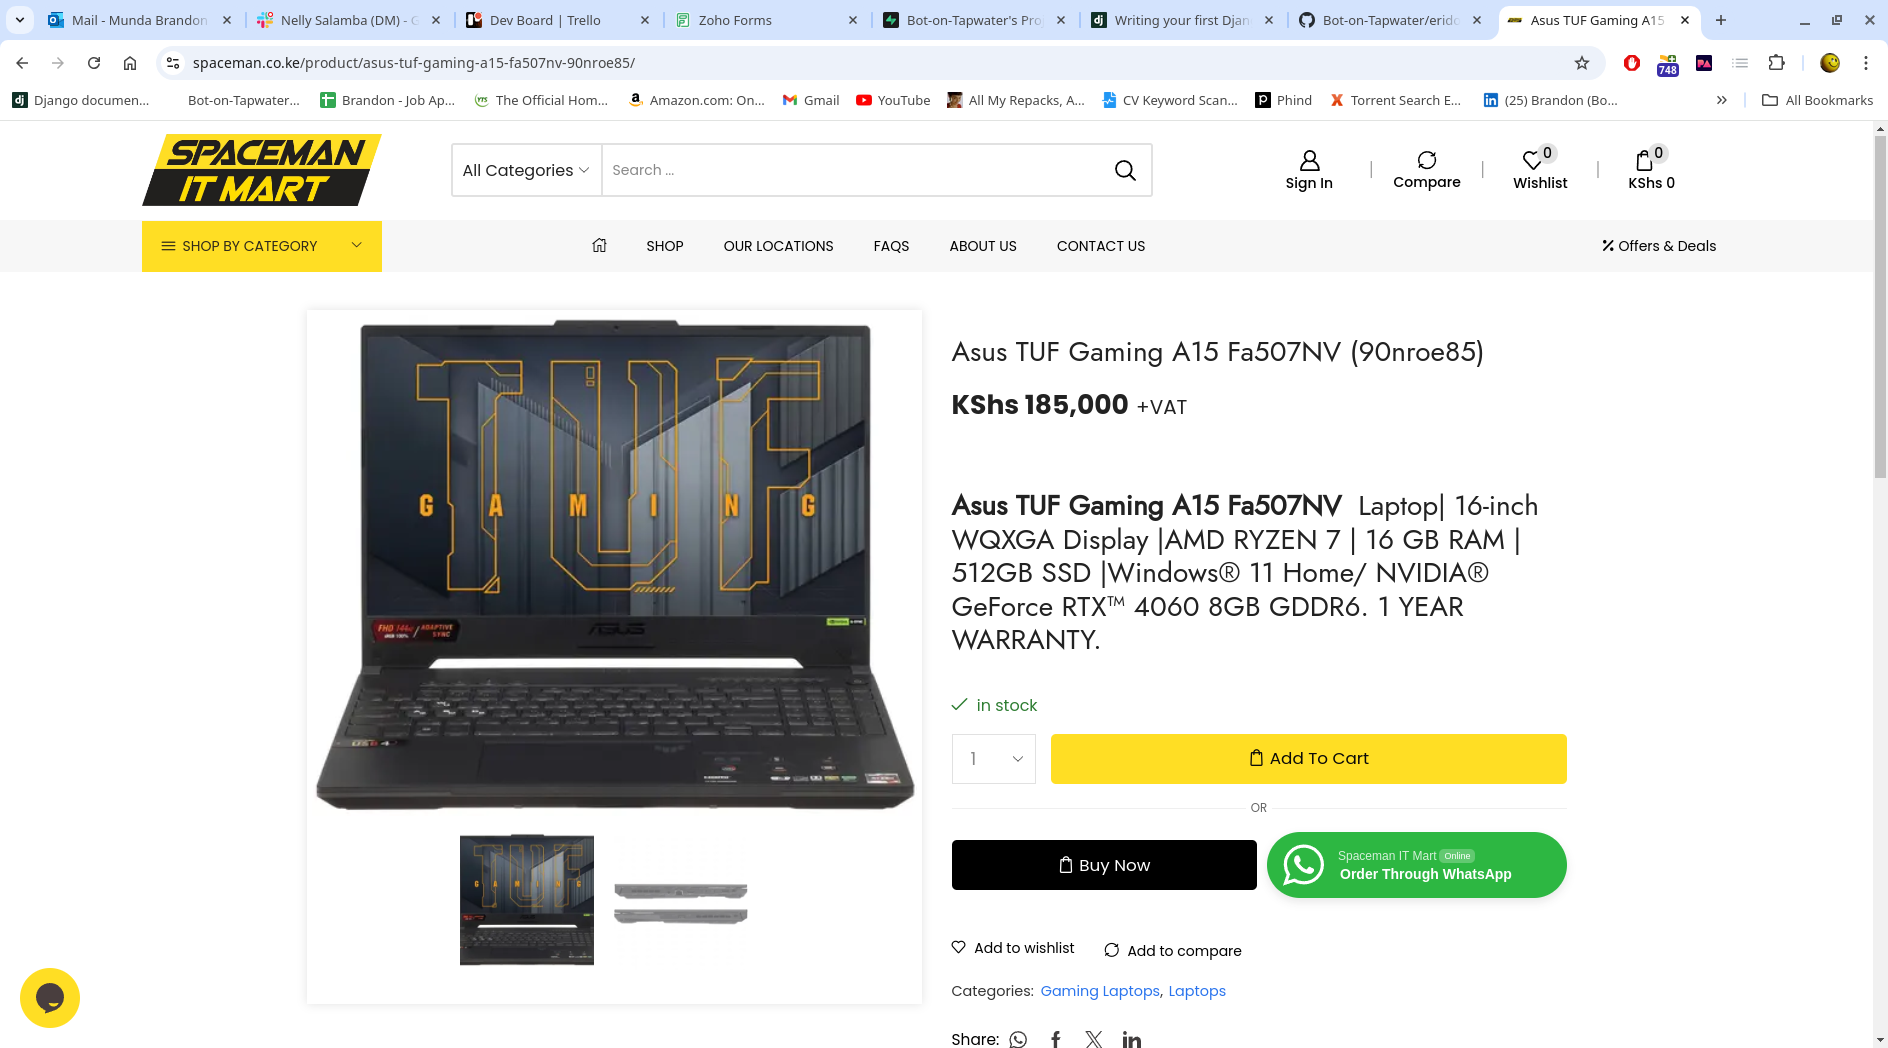 Mail - Munda Brandon
Nelly Salamba (DM) - G
Dev Board | Trello
Zoho Forms
Bot-on-Tapwater's Pro
Writing your first Djan
Bot-on-Tapwater/erido
Asus TUF Gaming A15
spaceman.co.ke/product/asus-tuf-gaming-a15-fa507nv-90nroe85/
748
Django documen...
Bot-on-Tapwater...
Brandon - Job Ap...
The Official Hom...
Amazon.com: On...
Gmail
YouTube
All My Repacks, A...
CV Keyword Scan...
Phind
Torrent Search E...
(25) Brandon (Bo...
All Bookmarks
SPACEMAN
IT MART
All Categories
Search ...
Sign In
Compare
0
Wishlist
0
KShs 0
SHOP BY CATEGORY
SHOP
OUR LOCATIONS
FAQS
ABOUT US
CONTACT US
Offers & Deals
TUF
GAMING
FHD 144Hz
ADAPTIVE SYNC
ASUS
Asus TUF Gaming A15 Fa507NV (90nroe85)
KShs 185,000 +VAT
Asus TUF Gaming A15 Fa507NV Laptop| 16-inch
WQXGA Display |AMD RYZEN 7 | 16 GB RAM |
512GB SSD |Windows® 11 Home/ NVIDIA®
GeForce RTX™ 4060 8GB GDDR6. 1 YEAR
WARRANTY.
in stock
1
Add To Cart
OR
Buy Now
Spaceman IT Mart Online
Order Through WhatsApp
Add to wishlist
Add to compare
Categories: Gaming Laptops, Laptops
Share: